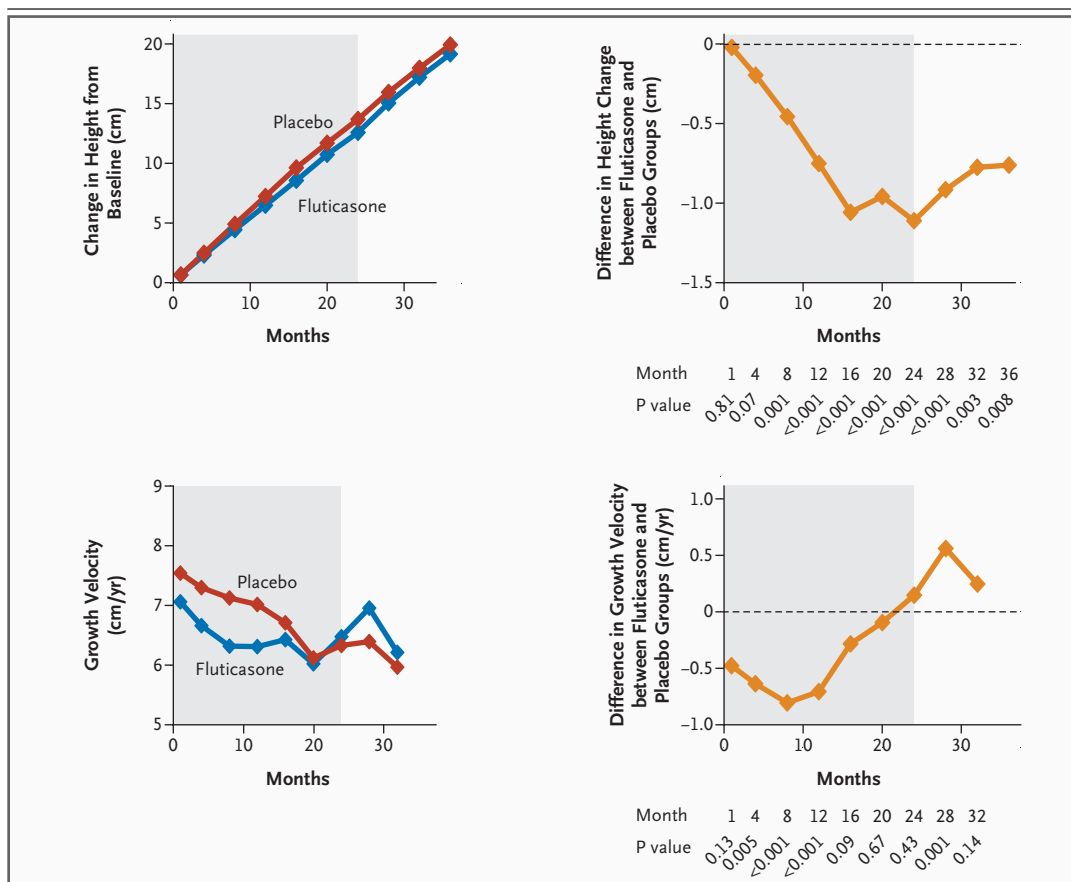 Change in Height from
Baseline (cm)
20
15
10
5
0
Placebo
Fluticasone
0 10 20 30
Months
Difference in Height Change
between Fluticasone and
Placebo Groups (cm)
0
−0.5
−1.0
−1.5
0 10 20 30
Months
Month 1 4 8 12 16 20 24 28 32 36
P value 0.81 0.07 0.001 <0.001 <0.001 <0.001 <0.001 <0.001 0.003 0.008
Growth Velocity
(cm/yr)
9
8
7
6
5
Placebo
Fluticasone
0 10 20 30
Months
Difference in Growth Velocity
between Fluticasone and
Placebo Groups (cm/yr)
1.0
0.5
0
−0.5
−1.0
0 10 20 30
Months
Month 1 4 8 12 16 20 24 28 32
P value 0.13 0.005 <0.001 <0.001 0.09 0.67 0.43 0.001 0.14